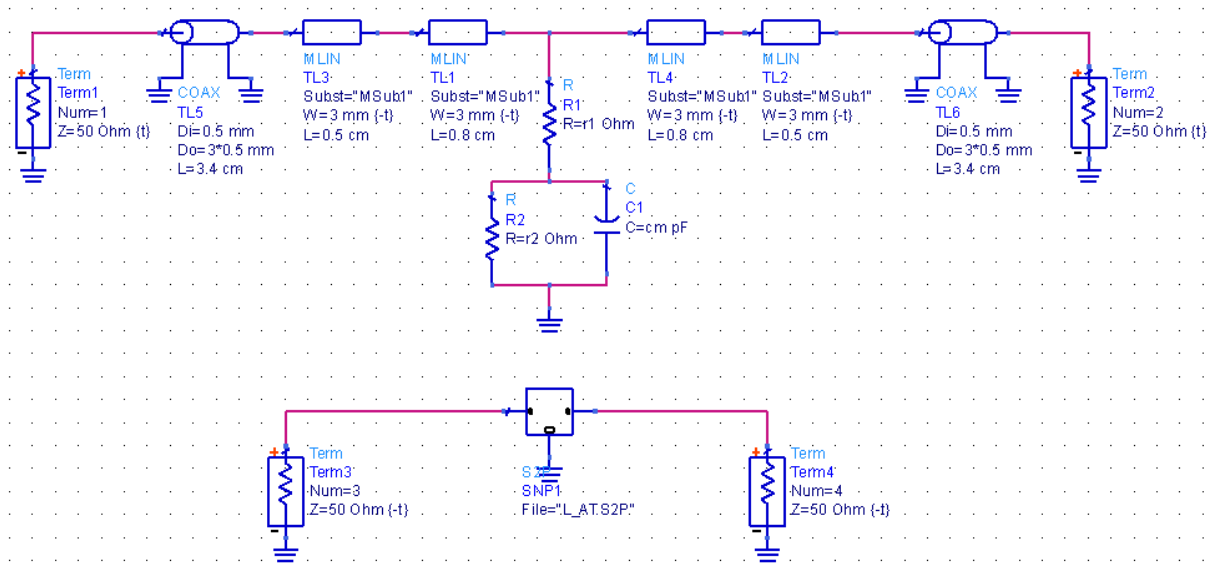 Term
Term1
Num=1
Z=50 Ohm {t}
COAX
TL5
Di=0.5 mm
Do=3*0.5 mm
L=3.4 cm
MLIN
TL3
Subst="MSub1"
W=3 mm {-t}
L=0.5 cm
MLIN
TL1
Subst="MSub1"
W=3 mm {-t}
L=0.8 cm
R
R1
R=r1 Ohm
MLIN
TL4
Subst="MSub1"
W=3 mm {-t}
L=0.8 cm
MLIN
TL2
Subst="MSub1"
W=3 mm {-t}
L=0.5 cm
COAX
TL6
Di=0.5 mm
Do=3*0.5 mm
L=3.4 cm
Term
Term2
Num=2
Z=50 Ohm {t}
R
R2
R=r2 Ohm
C
C1
C=cm pF
Term
Term3
Num=3
Z=50 Ohm {-t}
S2P
SNP1
File="L_AT.S2P"
Term
Term4
Num=4
Z=50 Ohm {-t}